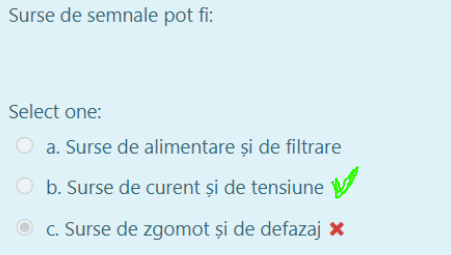 Surse de semnale pot fi:
Select one:
a. Surse de alimentare și de filtrare
b. Surse de curent și de tensiune
c. Surse de zgomot și de defazaj